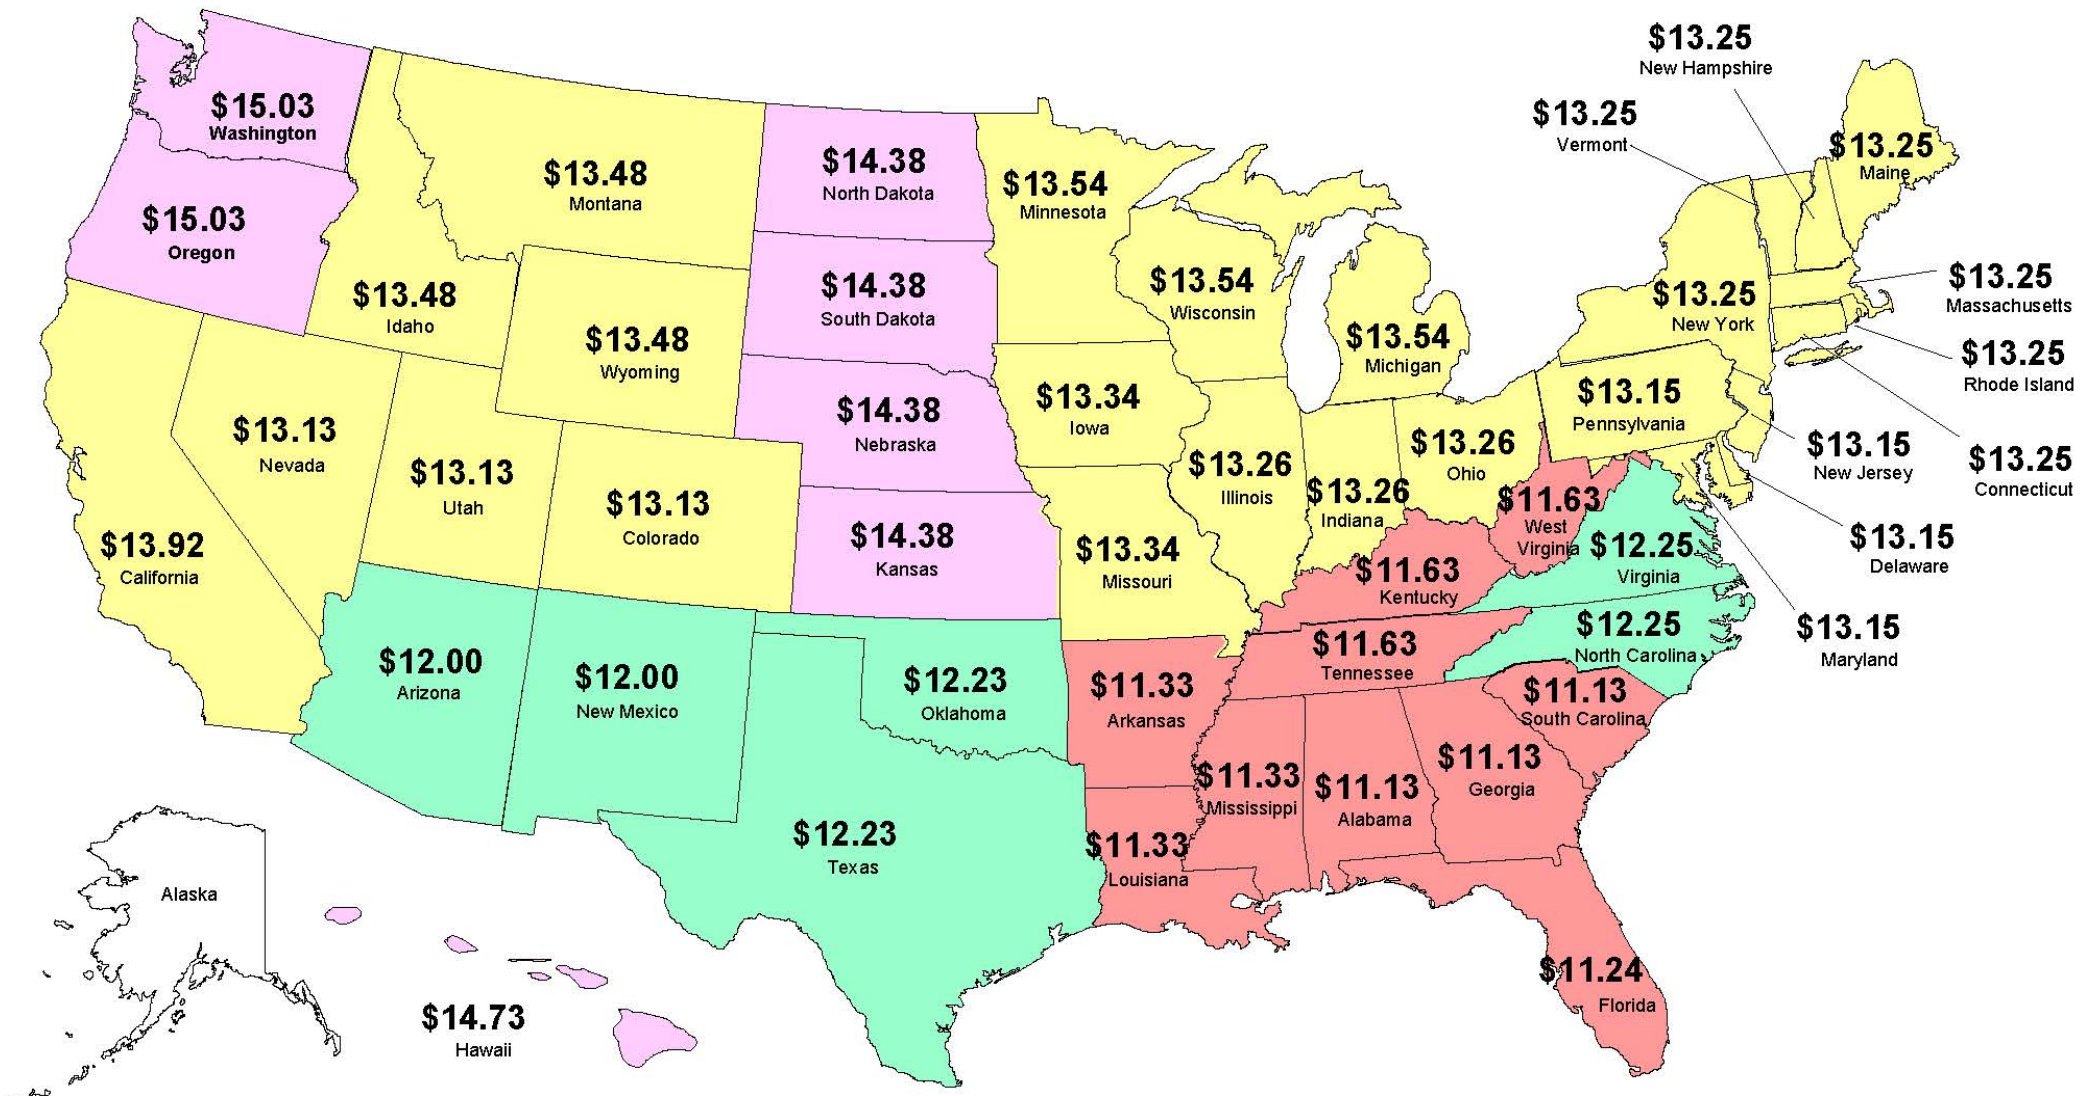 $13.25
New Hampshire
$15.03
Washington
$13.25
Vermont
$13.25
Maine
$14.38
North Dakota
$13.48
Montana
$13.54
Minnesota
$15.03
Oregon
$13.54
Wisconsin
$14.38
South Dakota
$13.25
Massachusetts
$13.48
Idaho
$13.25
New York
$13.48
Wyoming
$13.54
Michigan
$13.25
Rhode Island
$13.34
Iowa
$13.15
Pennsylvania
$14.38
Nebraska
$13.13
Nevada
$13.26
Ohio
$13.15
New Jersey
$13.25
Connecticut
$13.13
Utah
$13.26
Illinois
$13.26
Indiana
$13.13
Colorado
$11.63
West
Virginia
$14.38
Kansas
$13.15
Delaware
$13.92
California
$13.34
Missouri
$12.25
Virginia
$11.63
Kentucky
$12.25
North Carolina
$13.15
Maryland
$11.63
Tennessee
$12.00
Arizona
$12.00
New Mexico
$12.23
Oklahoma
$11.33
Arkansas
$11.13
South Carolina
$11.13
Georgia
$11.33
Mississippi
$11.13
Alabama
$12.23
Texas
$11.33
Louisiana
Alaska
$11.24
Florida
$14.73
Hawaii